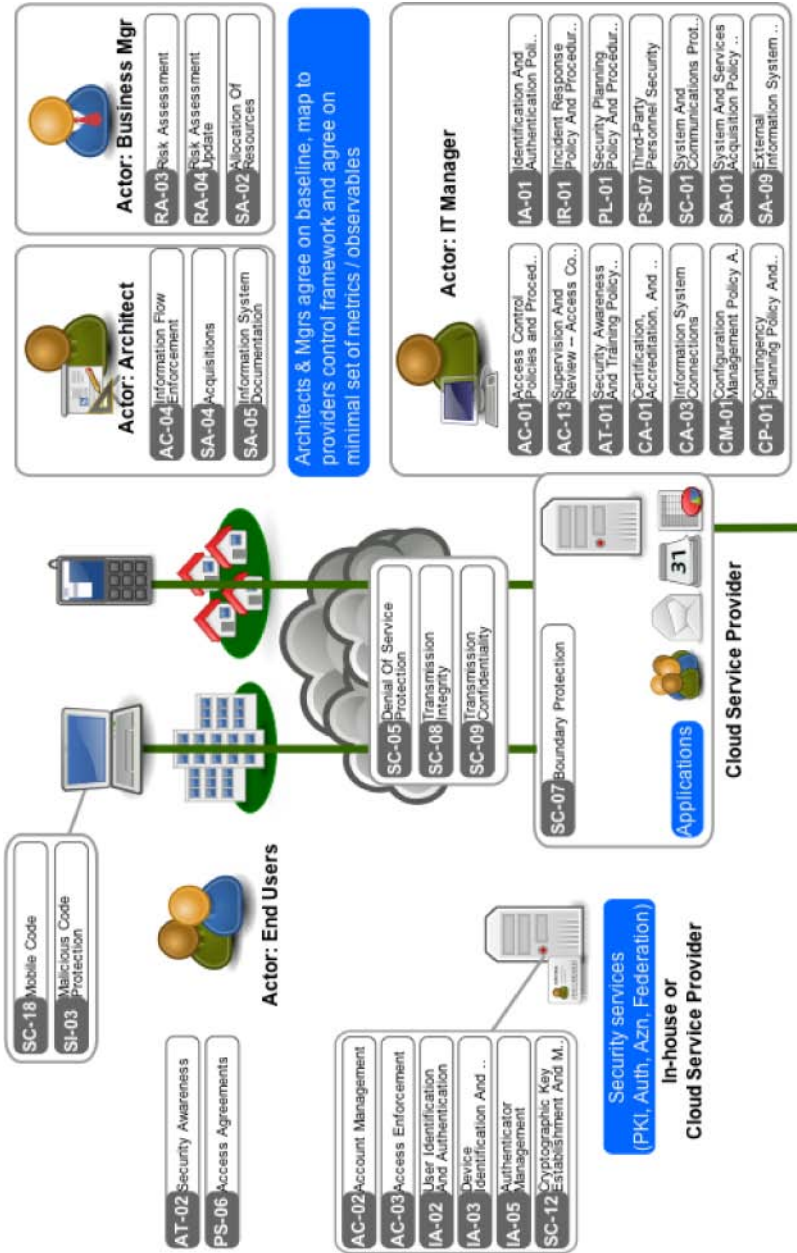 SC-18 Mobile Code
SI-03 Malicious Code
Protection
AT-02 Security Awareness
PS-06 Access Agreements
Actor: End Users
AC-02 Account Management
AC-03 Access Enforcement
IA-02 User Identification
And Authentication
IA-03 Device
Identification And ..
IA-05 Authenticator
Management
SC-12 Cryptographic Key
Establishment And M..
Security services
(PKI, Auth, Azn, Federation)
In-house or
Cloud Service Provider
SC-05 Denial Of Service
Protection
SC-08 Transmission
Integrity
SC-09 Transmission
Confidentiality
SC-07 Boundary Protection
Applications
31
Cloud Service Provider
Actor: Architect
AC-04 Information Flow
Enforcement
SA-04 Acquisitions
SA-05 Information System
Documentation
Actor: Business Mgr
RA-03 Risk Assessment
RA-04 Risk Assessment
Update
SA-02 Allocation Of
Resources
Architects & Mgrs agree on baseline, map to
providers control framework and agree on
minimal set of metrics / observables
Actor: IT Manager
AC-01 Access Control
Policies and Proced..
AC-13 Supervision And
Review -- Access Co..
AT-01 Security Awareness
And Training Policy..
CA-01 Certification,
Accreditation, And ..
CA-03 Information System
Connections
CM-01 Configuration
Management Policy A.
CP-01 Contingency
Planning Policy And..
IA-01 Identification And
Authentication Poli..
IR-01 Incident Response
Policy And Procedur..
PL-01 Security Planning
Policy And Procedur..
PS-07 Third-Party
Personnel Security
SC-01 System And
Communications Prot..
SA-01 System And Services
Acquisition Policy ..
SA-09 External
Information System ..